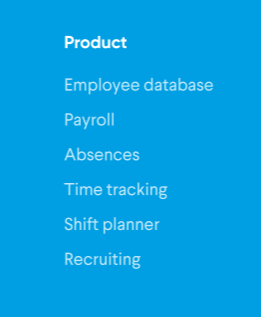 Product
Employee database
Payroll
Absences
Time tracking
Shift planner
Recruiting